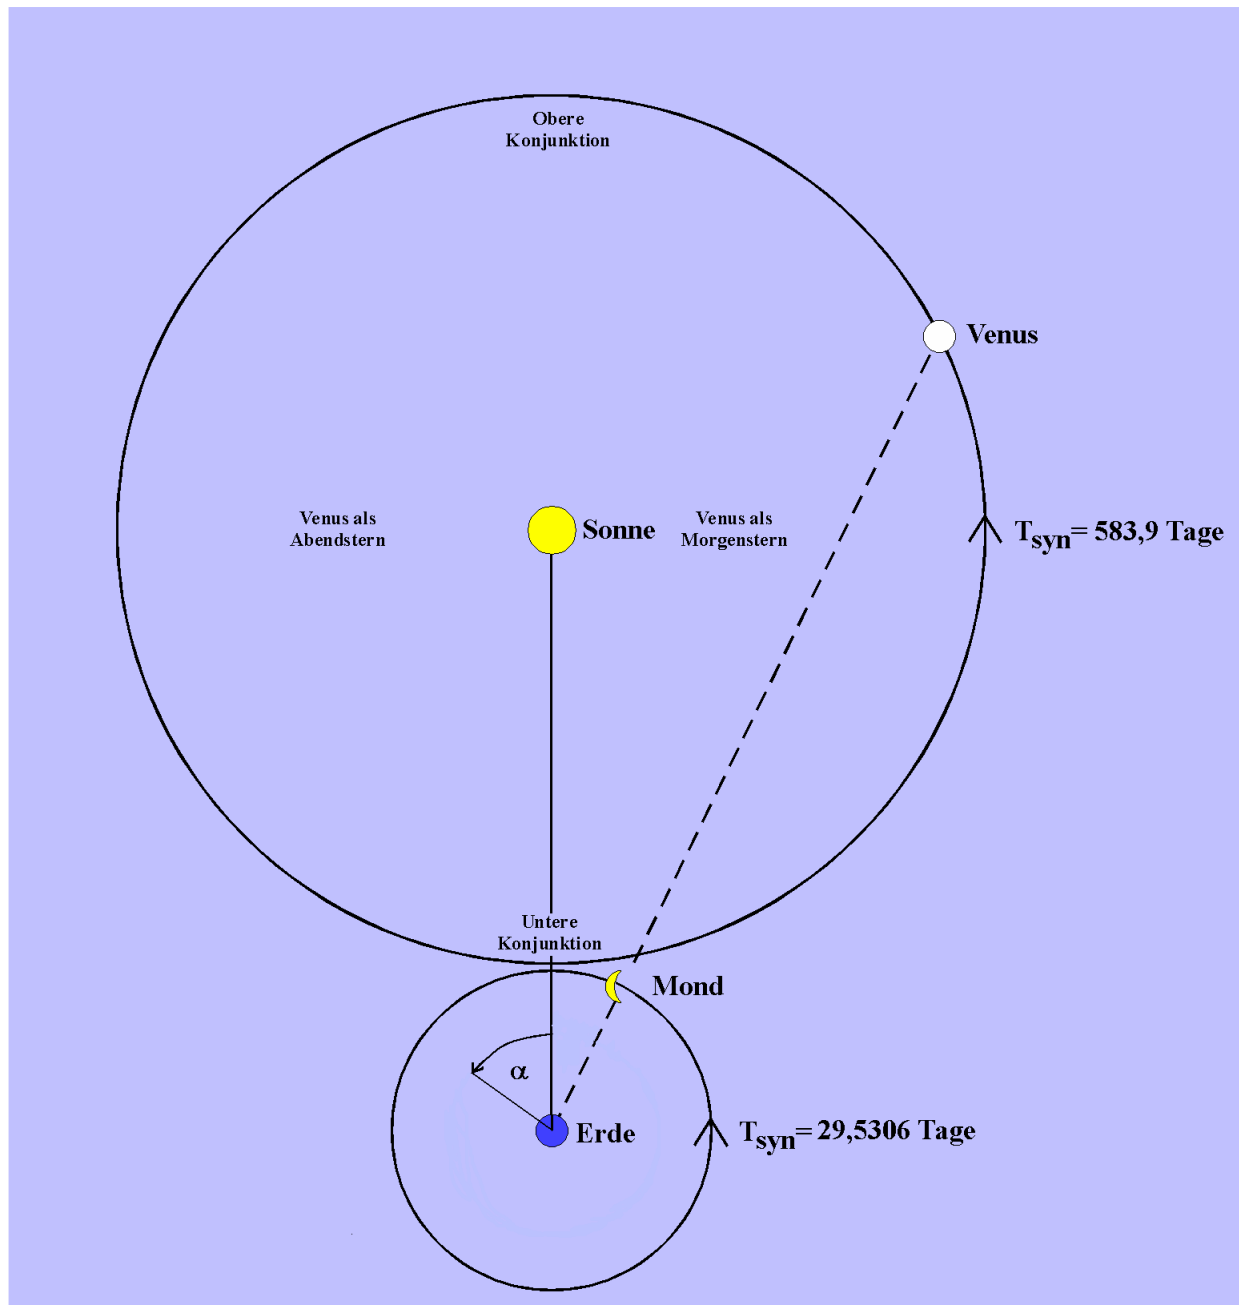 Obere
Konjunktion
Venus
Venus als
Abendstern
Sonne
Venus als
Morgenstern
Tsyn= 583,9 Tage
Untere
Konjunktion
Mond
α
Erde
Tsyn= 29,5306 Tage